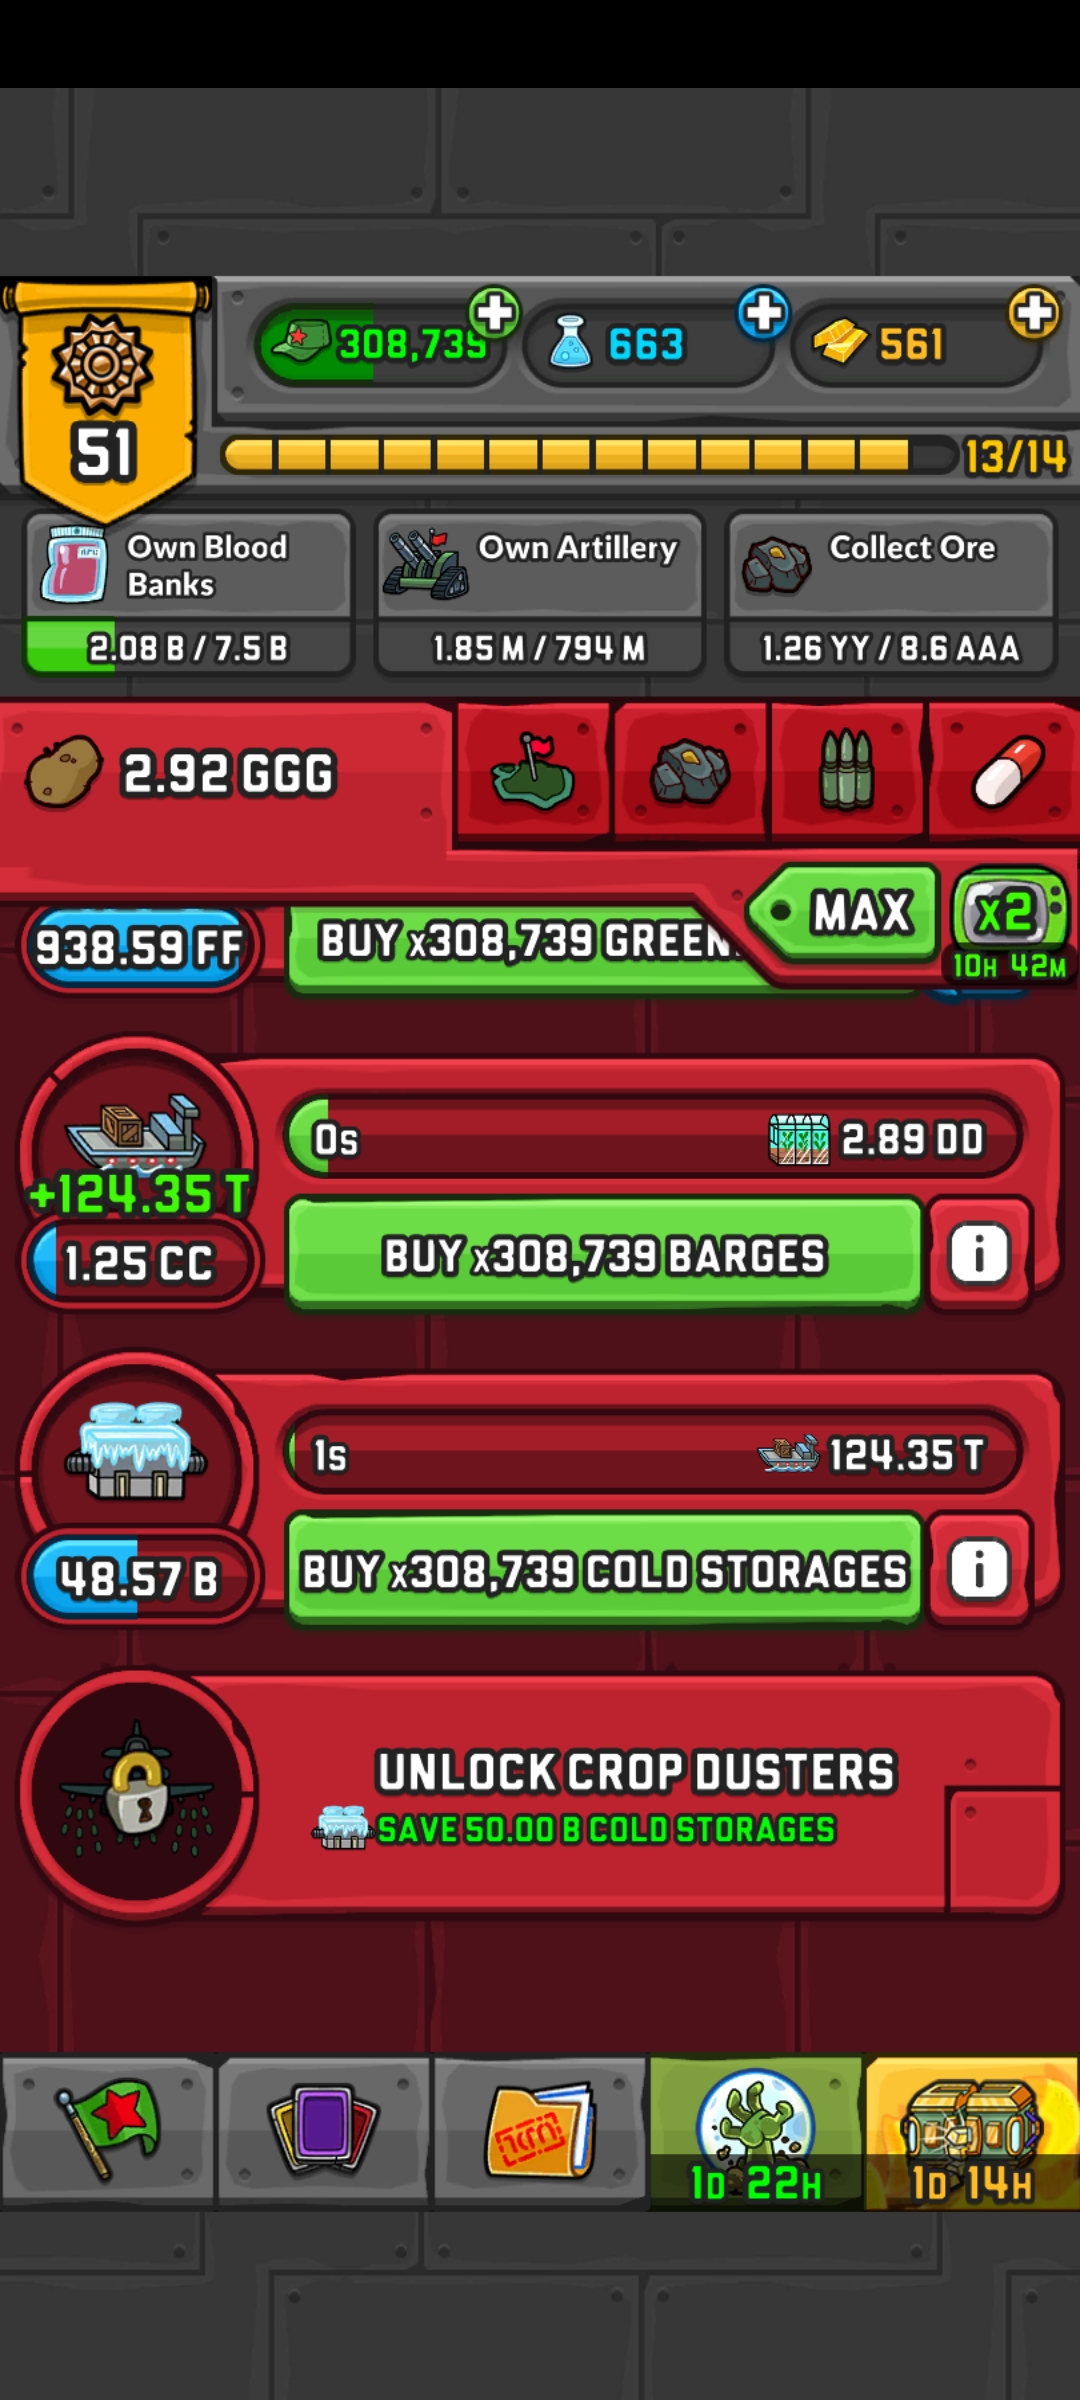 308,739
663
561
51
13/14
Own Blood
Banks
2.08 B / 7.5 B
Own Artillery
1.85 M / 794 M
Collect Ore
1.26 YY / 8.6 AAA
2.92 GGG
MAX
x2
10H 42M
938.59 FF
BUY x308,739 GREEN
0s
2.89 DD
+124.35 T
1.25 CC
BUY x308,739 BARGES
i
1s
124.35 T
48.57 B
BUY x308,739 COLD STORAGES
i
UNLOCK CROP DUSTERS
SAVE 50.00 B COLD STORAGES
1D 22H
1D 14H